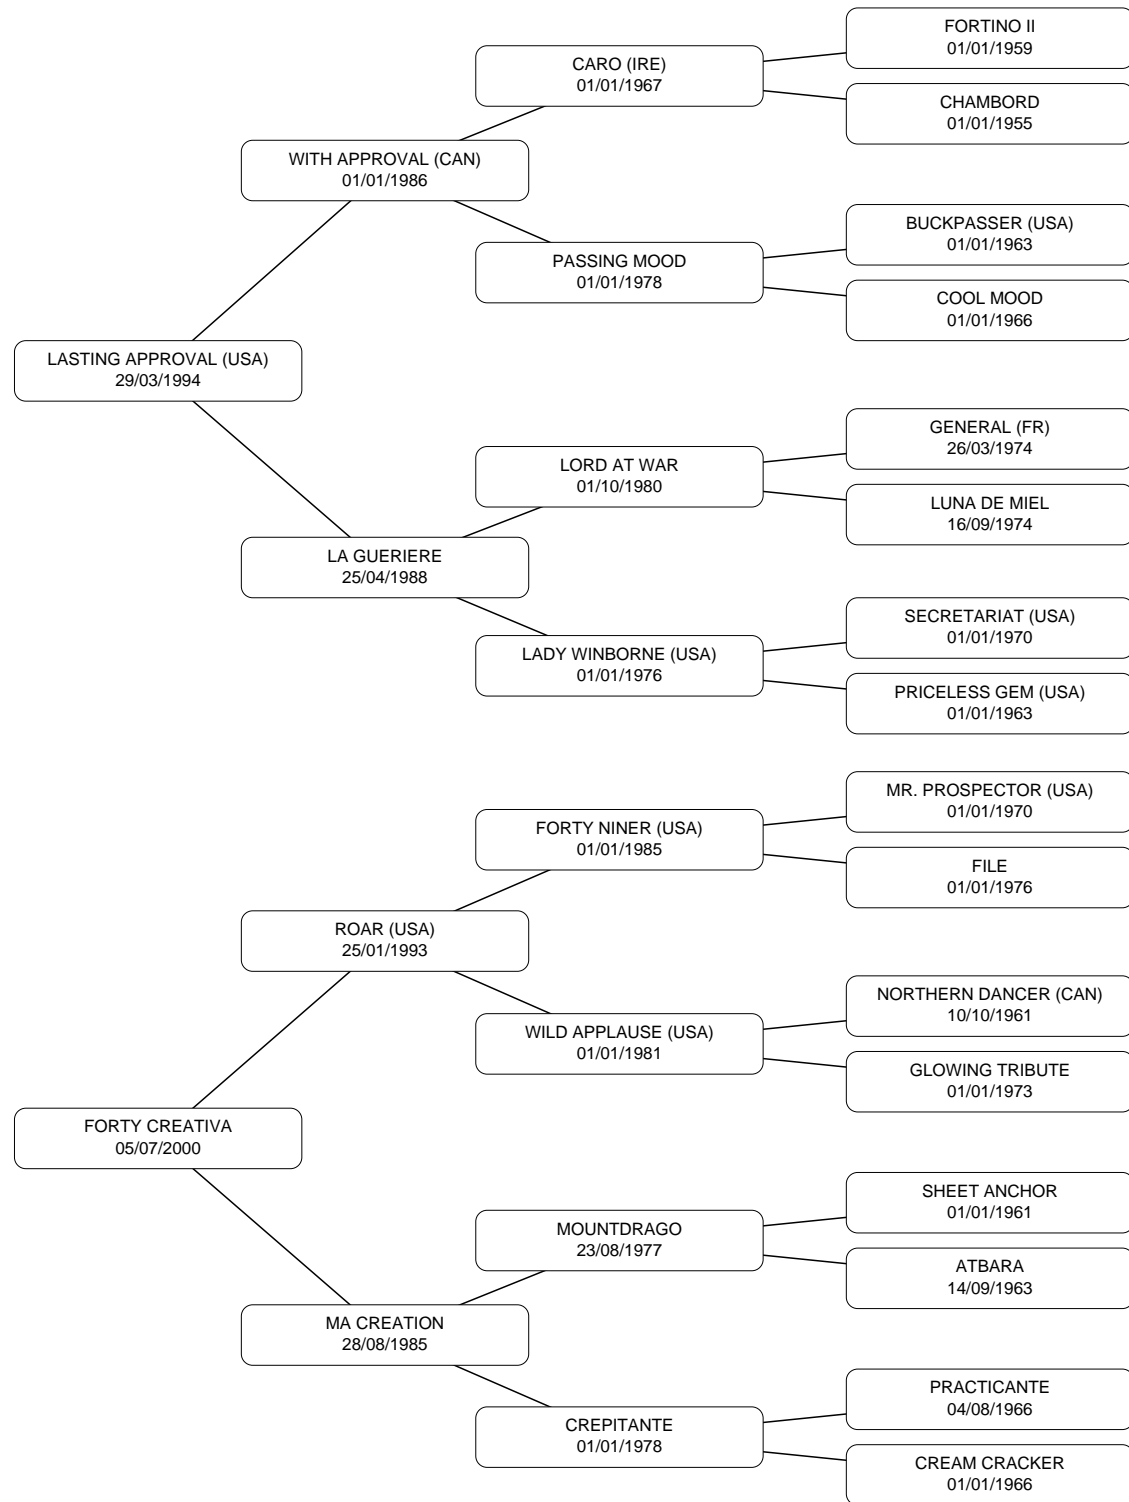 FORTINO II
01/01/1959
CARO (IRE)
01/01/1967
CHAMBORD
01/01/1955
WITH APPROVAL (CAN)
01/01/1986
BUCKPASSER (USA)
01/01/1963
PASSING MOOD
01/01/1978
COOL MOOD
01/01/1966
LASTING APPROVAL (USA)
29/03/1994
GENERAL (FR)
26/03/1974
LORD AT WAR
01/10/1980
LUNA DE MIEL
16/09/1974
LA GUERIERE
25/04/1988
SECRETARIAT (USA)
01/01/1970
LADY WINBORNE (USA)
01/01/1976
PRICELESS GEM (USA)
01/01/1963
MR. PROSPECTOR (USA)
01/01/1970
FORTY NINER (USA)
01/01/1985
FILE
01/01/1976
ROAR (USA)
25/01/1993
NORTHERN DANCER (CAN)
10/10/1961
WILD APPLAUSE (USA)
01/01/1981
GLOWING TRIBUTE
01/01/1973
FORTY CREATIVA
05/07/2000
SHEET ANCHOR
01/01/1961
MOUNTDRAGO
23/08/1977
ATBARA
14/09/1963
MA CREATION
28/08/1985
PRACTICANTE
04/08/1966
CREPITANTE
01/01/1978
CREAM CRACKER
01/01/1966